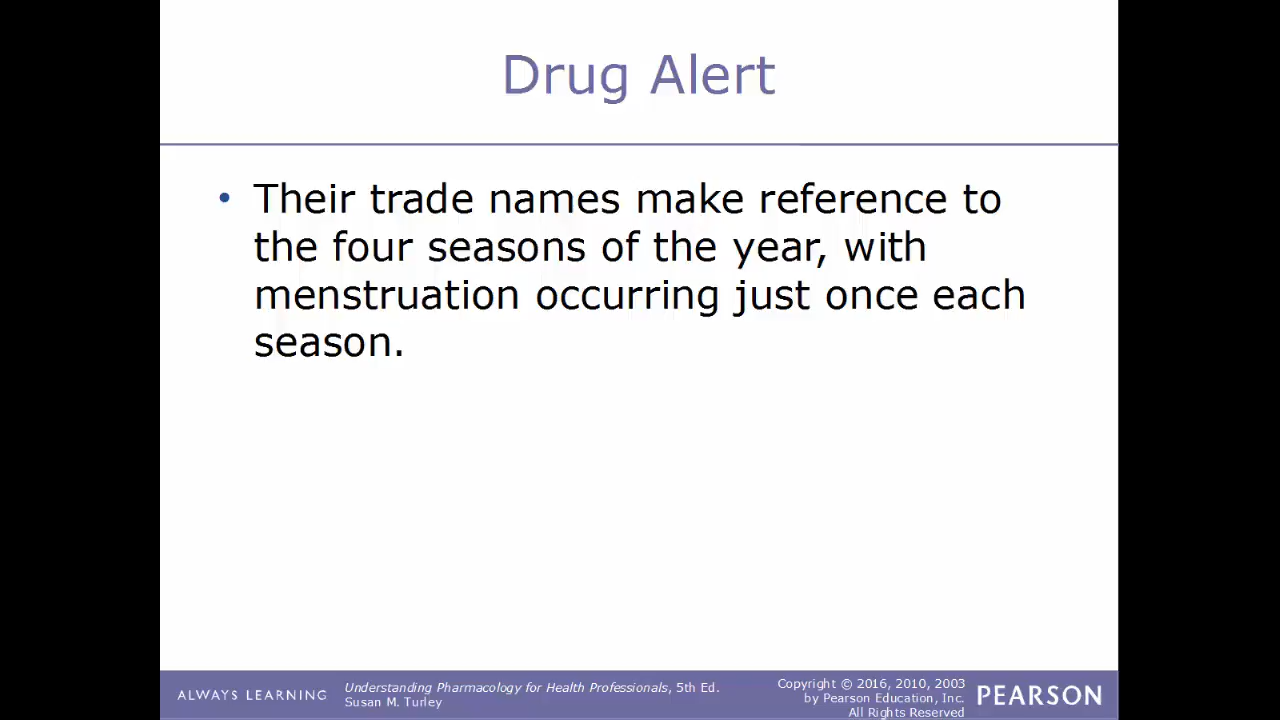 Drug Alert
• Their trade names make reference to
the four seasons of the year, with
menstruation occurring just once each
season.
ALWAYS LEARNING
Understanding Pharmacology for Health Professionals, 5th Ed.
Susan M. Turley
Copyright © 2016, 2010, 2003
by Pearson Education, Inc.
All Rights Reserved
PEARSON